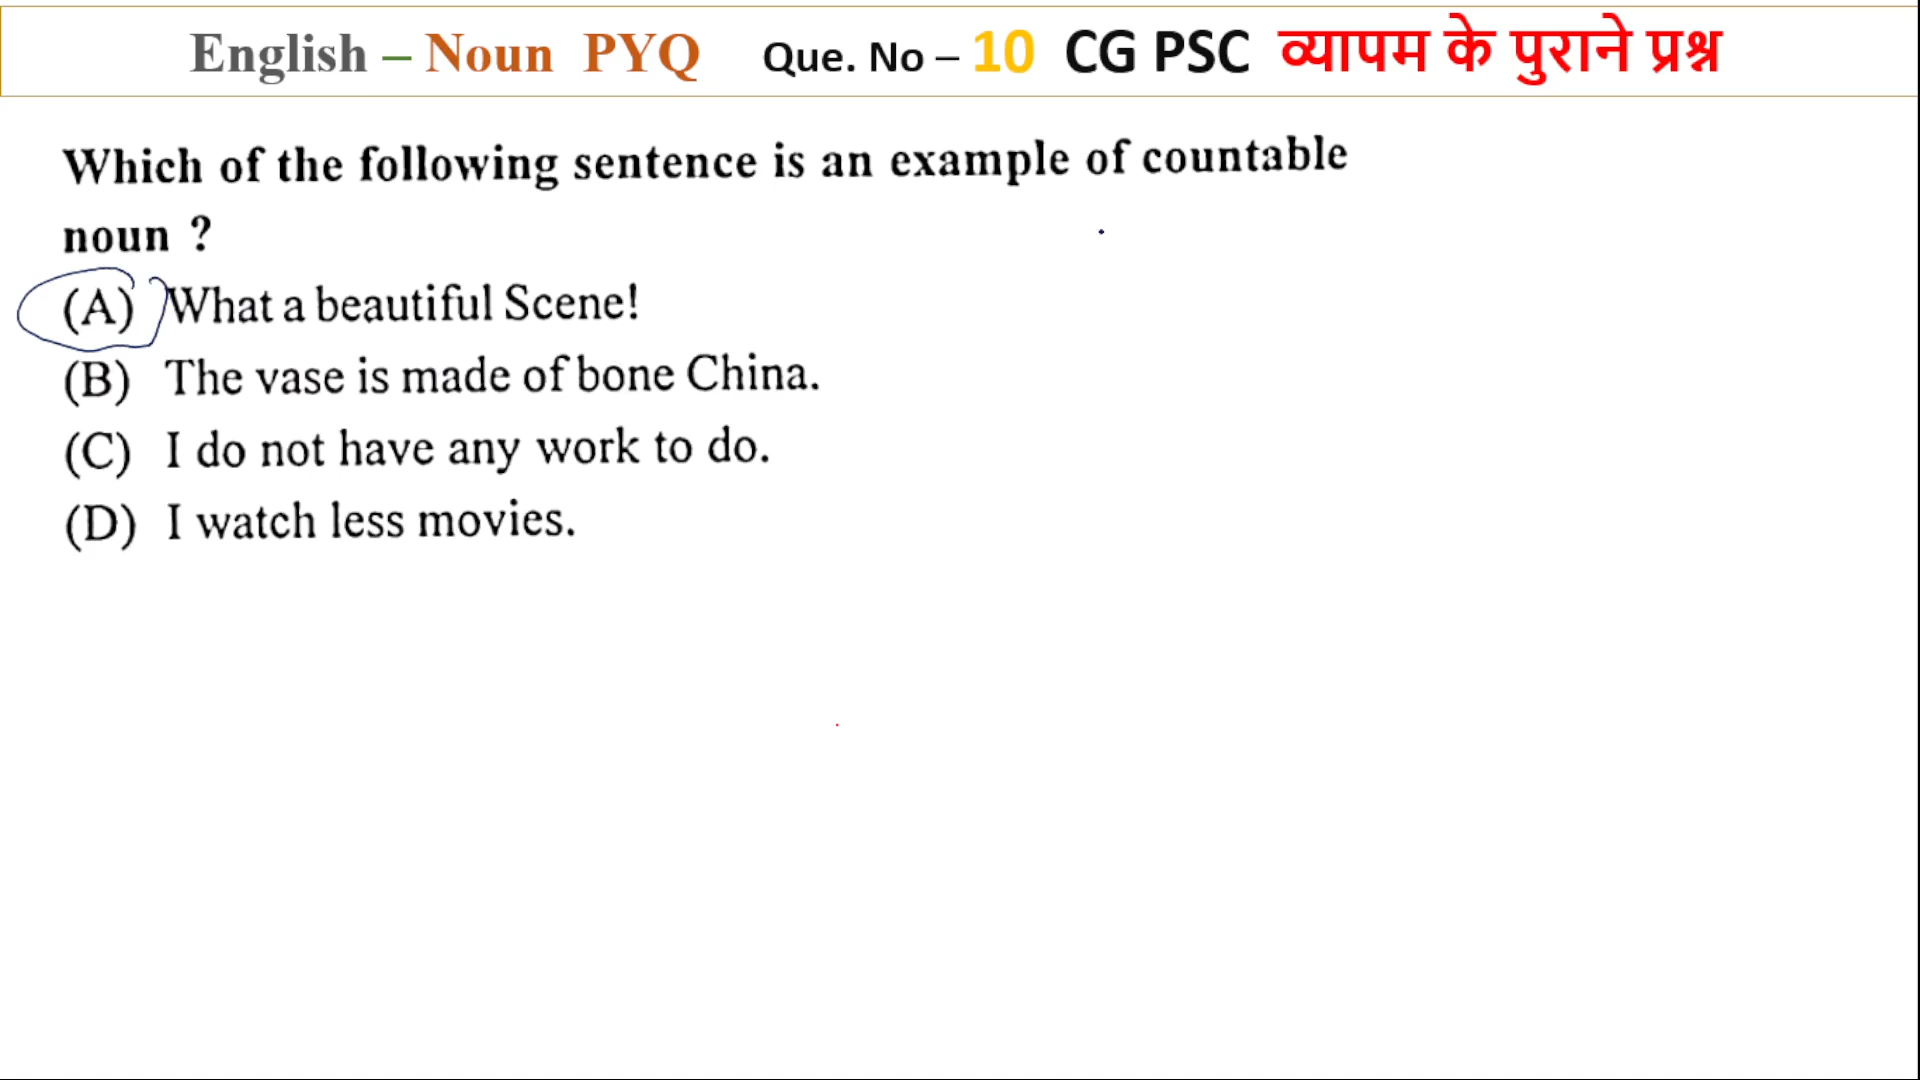 English – Noun PYQ Que. No – 10 CG PSC व्यापम के पुराने प्रश्न
Which of the following sentence is an example of countable
noun ?
(A) What a beautiful Scene!
(B) The vase is made of bone China.
(C) I do not have any work to do.
(D) I watch less movies.